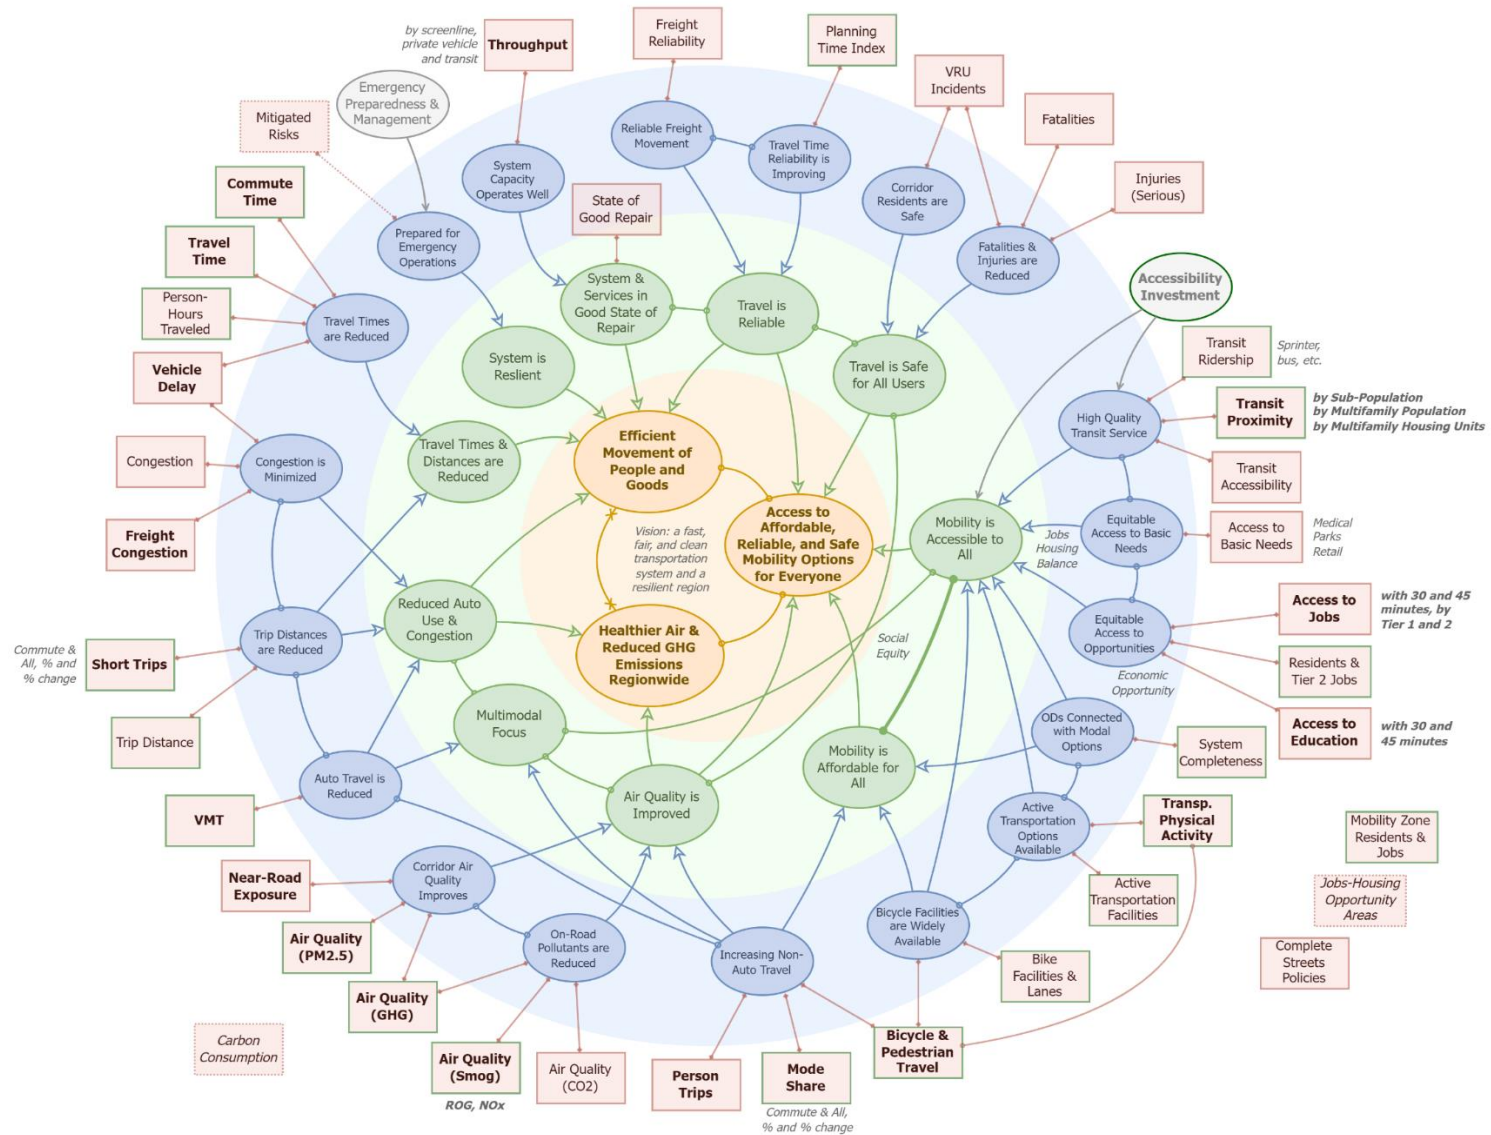 by screenline,
private vehicle
and transit
Throughput
Freight
Reliability
Planning
Time Index
VRU
Incidents
Fatalities
Injuries
(Serious)
Emergency
Preparedness &
Management
Mitigated
Risks
Reliable Freight
Movement
Travel Time
Reliability is
Improving
System
Capacity
Operates Well
Corridor
Residents are
Safe
Fatalities &
Injuries are
Reduced
State of
Good Repair
Commute
Time
Travel
Time
Person-
Hours
Traveled
Vehicle
Delay
Congestion
Freight
Congestion
Prepared for
Emergency
Operations
Travel Times
are Reduced
Congestion is
Minimized
System &
Services in
Good State of
Repair
Travel is
Reliable
Travel is Safe
for All Users
System is
Reslient
Travel Times &
Distances are
Reduced
Accessibility
Investment
Transit
Ridership
Sprinter,
bus, etc.
High Quality
Transit Service
Transit
Proximity
by Sub-Population
by Multifamily Population
by Multifamily Housing Units
Transit
Accessibility
Efficient
Movement of
People and
Goods
Access to
Affordable,
Reliable, and Safe
Mobility Options
for Everyone
Vision: a fast,
fair, and clean
transportation
system and a
resilient region
Healthier Air &
Reduced GHG
Emissions
Regionwide
Mobility is
Accessible to
All
Jobs
Housing
Balance
Equitable
Access to Basic
Needs
Access to
Basic Needs
Medical
Parks
Retail
Equitable
Access to
Opportunities
Economic
Opportunity
Access to
Jobs
with 30 and 45
minutes, by
Tier 1 and 2
Residents &
Tier 2 Jobs
Access to
Education
with 30 and
45 minutes
Reduced Auto
Use &
Congestion
Trip Distances
are Reduced
Commute &
All, % and
% change
Short Trips
Trip Distance
Social
Equity
Multimodal
Focus
Mobility is
Affordable for
All
ODs Connected
with Modal
Options
System
Completeness
Auto Travel is
Reduced
VMT
Air Quality is
Improved
Active
Transportation
Options
Available
Transp.
Physical
Activity
Mobility Zone
Residents &
Jobs
Near-Road
Exposure
Corridor Air
Quality
Improves
Active
Transportation
Facilities
Jobs-Housing
Opportunity
Areas
Air Quality
(PM2.5)
On-Road
Pollutants are
Reduced
Increasing Non-
Auto Travel
Bicycle Facilities
are Widely
Available
Bike
Facilities &
Lanes
Complete
Streets
Policies
Air Quality
(GHG)
Carbon
Consumption
Air Quality
(Smog)
ROG, NOx
Air Quality
(CO2)
Person
Trips
Mode
Share
Commute & All,
% and % change
Bicycle &
Pedestrian
Travel